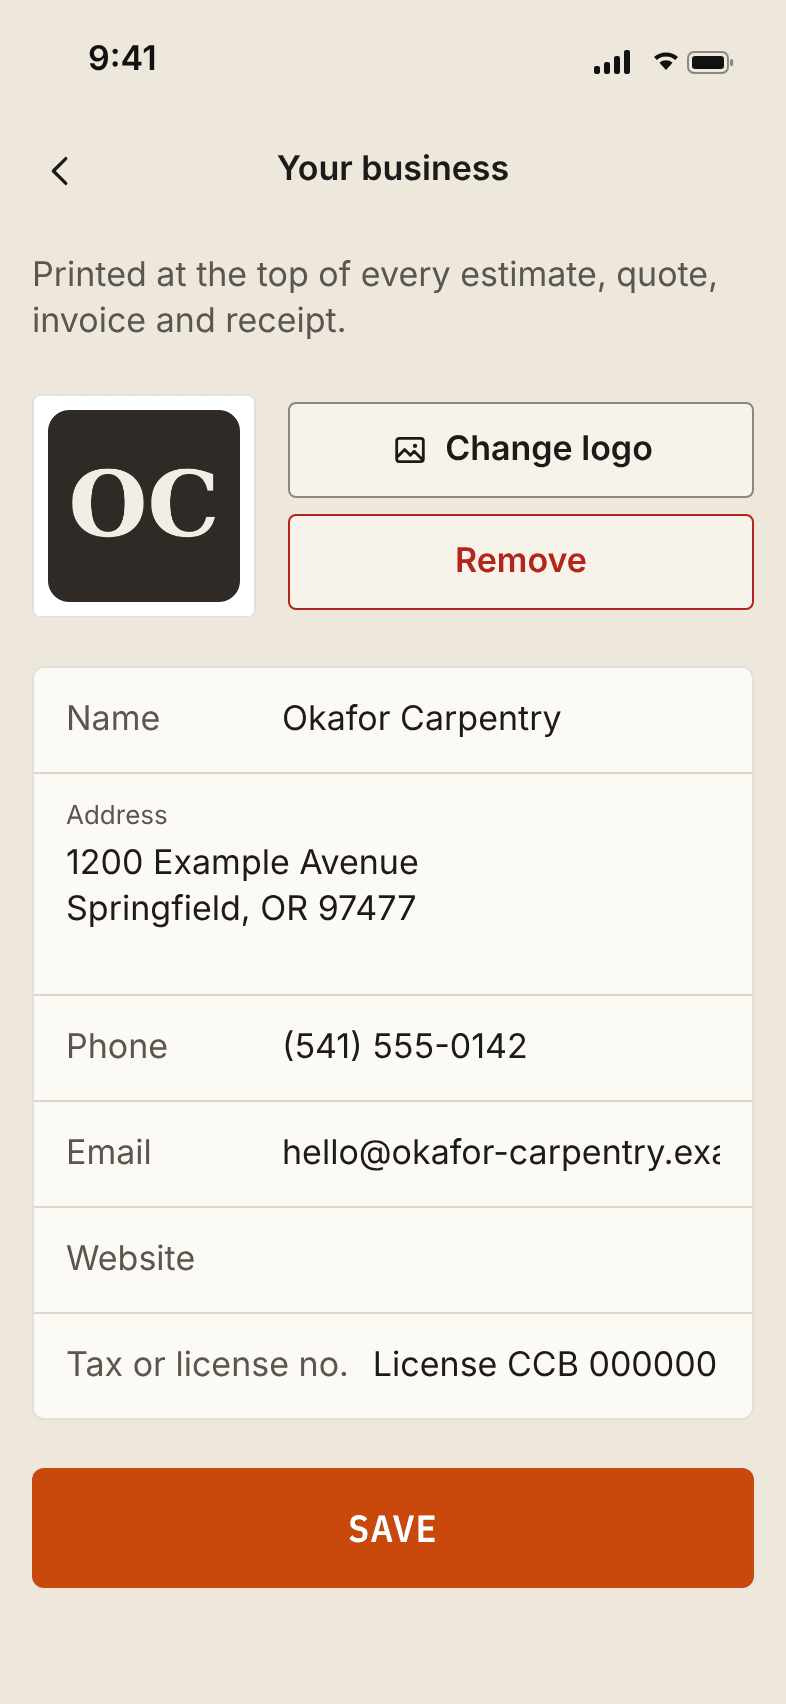 9:41
Your business
Printed at the top of every estimate, quote,
invoice and receipt.
OC
Change logo
Remove
Name Okafor Carpentry
Address
1200 Example Avenue
Springfield, OR 97477
Phone (541) 555-0142
Email hello@okafor-carpentry.exa
Website
Tax or license no. License CCB 000000
SAVE